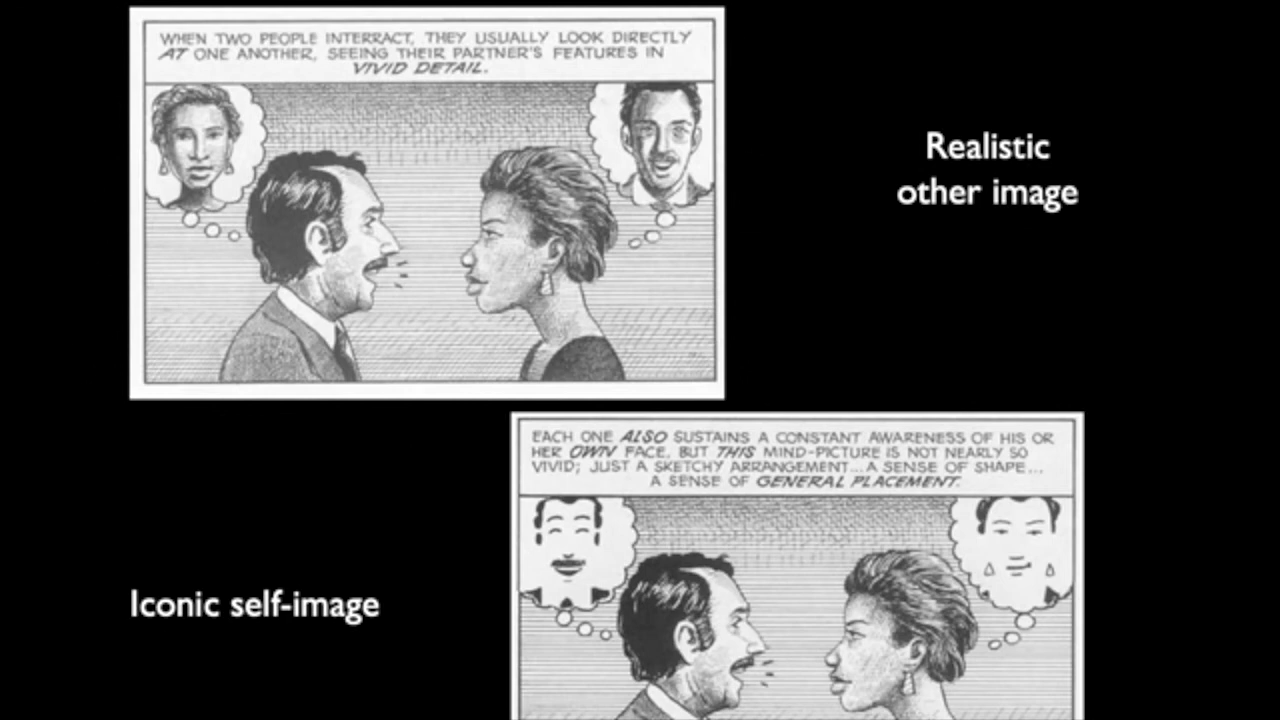 WHEN TWO PEOPLE INTERRACT, THEY USUALLY LOOK DIRECTLY
AT ONE ANOTHER, SEEING THEIR PARTNER'S FEATURES IN
VIVID DETAIL.
Realistic
other image
EACH ONE ALSO SUSTAINS A CONSTANT AWARENESS OF HIS OR
HER OWN FACE, BUT THIS MIND-PICTURE IS NOT NEARLY SO
VIVID; JUST A SKETCHY ARRANGEMENT... A SENSE OF SHAPE...
A SENSE OF GENERAL PLACEMENT.
Iconic self-image